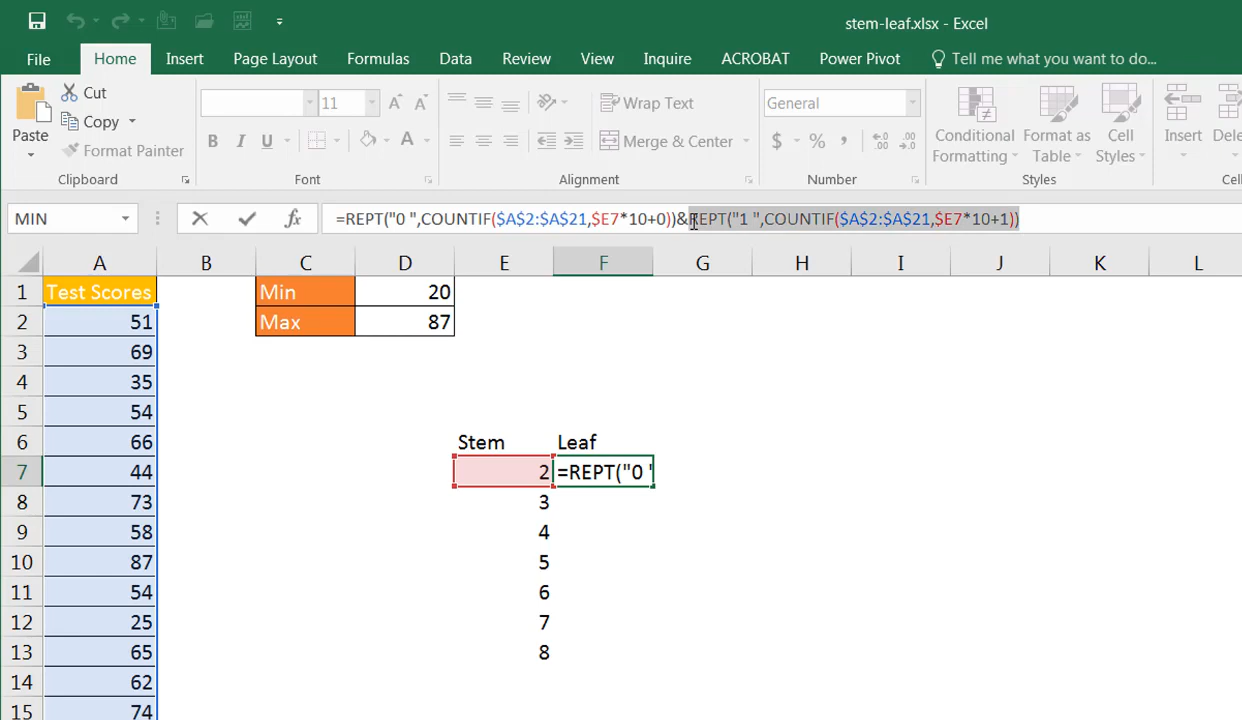 stem-leaf.xlsx - Excel
File Home Insert Page Layout Formulas Data Review View Inquire ACROBAT Power Pivot Tell me what you want to do...
Cut
Copy
Format Painter
Paste
11
Wrap Text
Merge & Center
General
Conditional Formatting
Format as Table
Cell Styles
Insert
Dele
Clipboard Font Alignment Number Styles Cel
MIN =REPT("0 ",COUNTIF($A$2:$A$21,$E7*10+0))&REPT("1 ",COUNTIF($A$2:$A$21,$E7*10+1))
A B C D E F G H I J K L
1 Test Scores Min 20
2 51 Max 87
3 69
4 35
5 54
6 66 Stem Leaf
7 44 2 =REPT("0 "
8 73 3
9 58 4
10 87 5
11 54 6
12 25 7
13 65 8
14 62
15 74